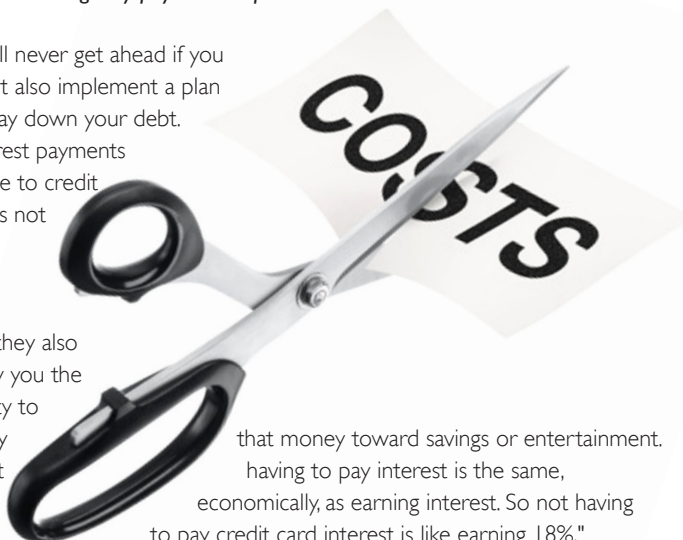 ll never get ahead if you
t also implement a plan
ay down your debt.
rest payments
e to credit
s not
COSTS
they also
y you the
ty to
y
t
that money toward savings or entertainment.
having to pay interest is the same,
economically, as earning interest. So not having
to pay credit card interest is like earning 18%."